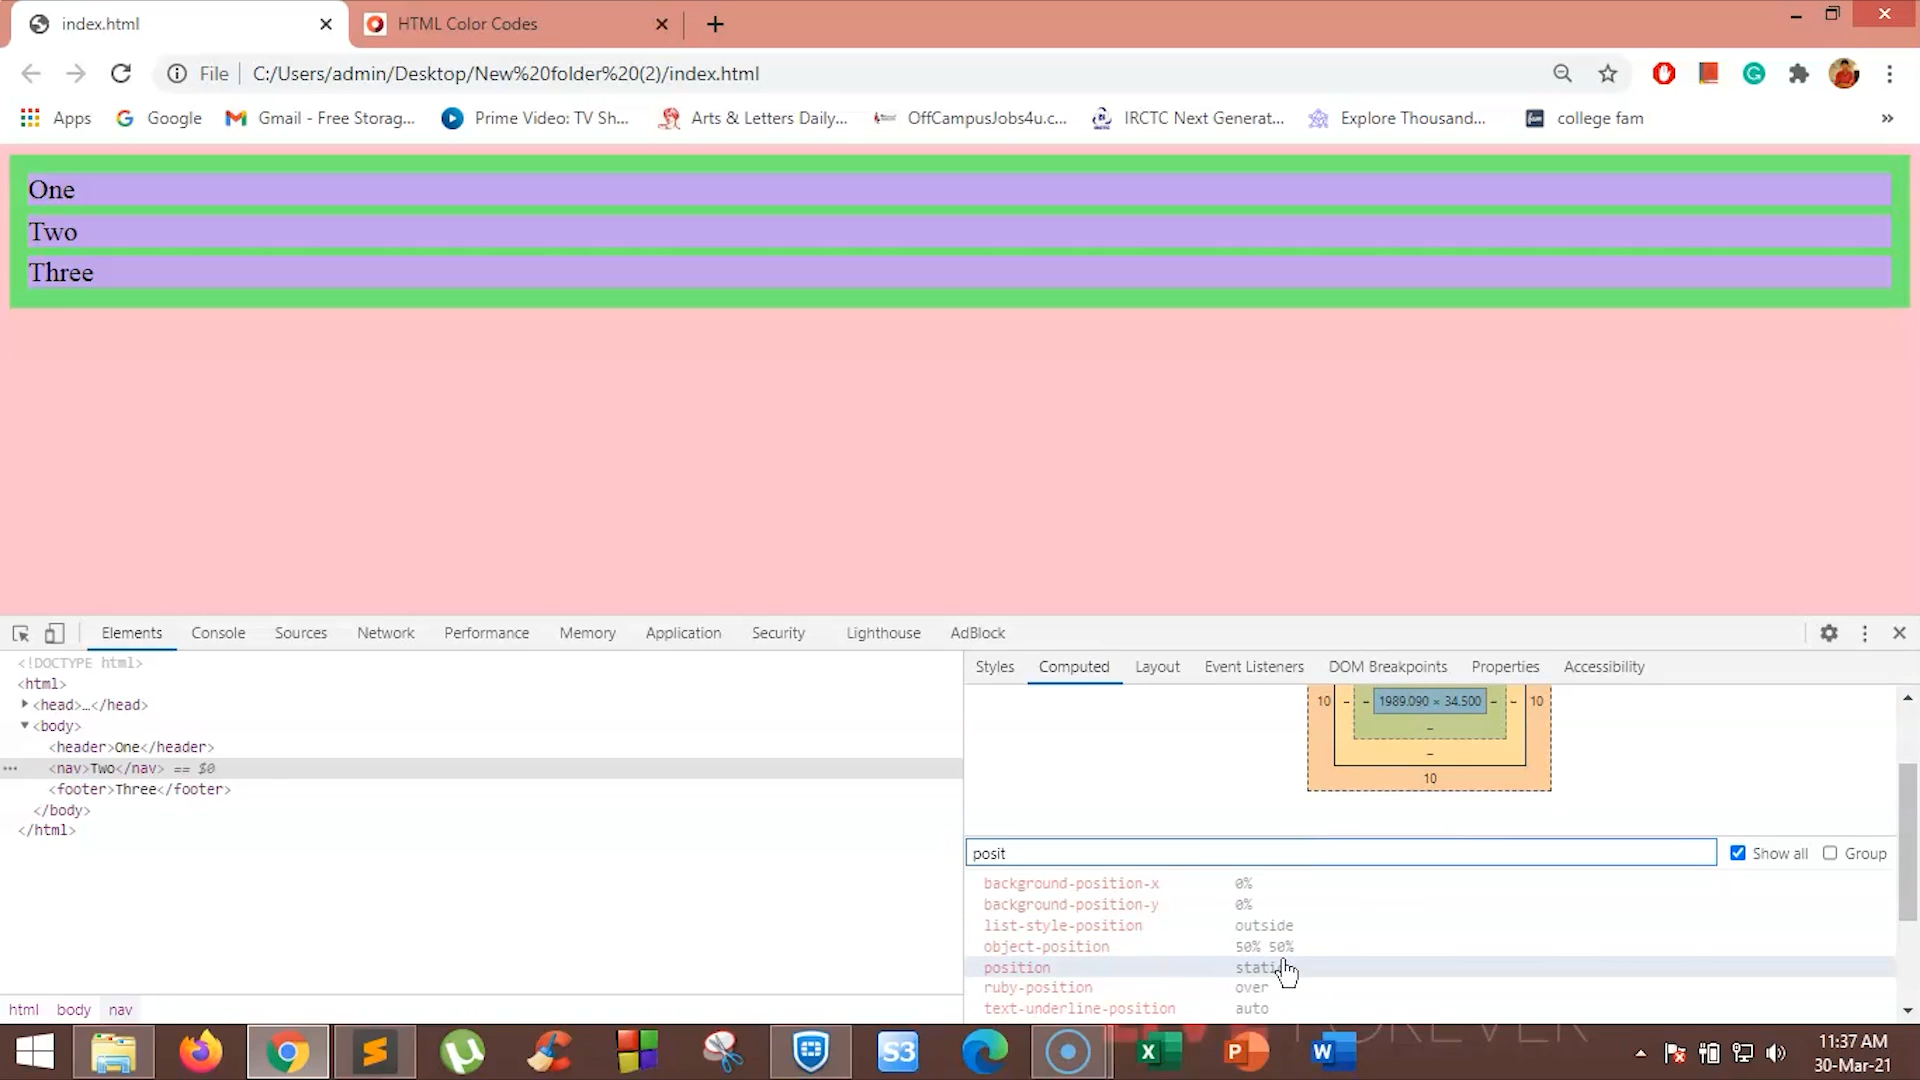 index.html
HTML Color Codes
File C:/Users/admin/Desktop/New%20folder%20(2)/index.html
Apps Google Gmail - Free Storag... Prime Video: TV Sh... Arts & Letters Daily... OffCampusJobs4u.c... IRCTC Next Generat... Explore Thousand... college fam »
One
Two
Three
Elements Console Sources Network Performance Memory Application Security Lighthouse AdBlock
<!DOCTYPE html>
<html>
<head>…</head>
<body>
<header>One</header>
<nav>Two</nav> == $0
<footer>Three</footer>
</body>
</html>
html body nav
Styles Computed Layout Event Listeners DOM Breakpoints Properties Accessibility
10 - - 1989.090 × 34.500 - - 10
-
-
10
posit Show all Group
background-position-x 0%
background-position-y 0%
list-style-position outside
object-position 50% 50%
position
ruby-position over
text-underline-position auto
FOREVER
S3
11:37 AM
30-Mar-21